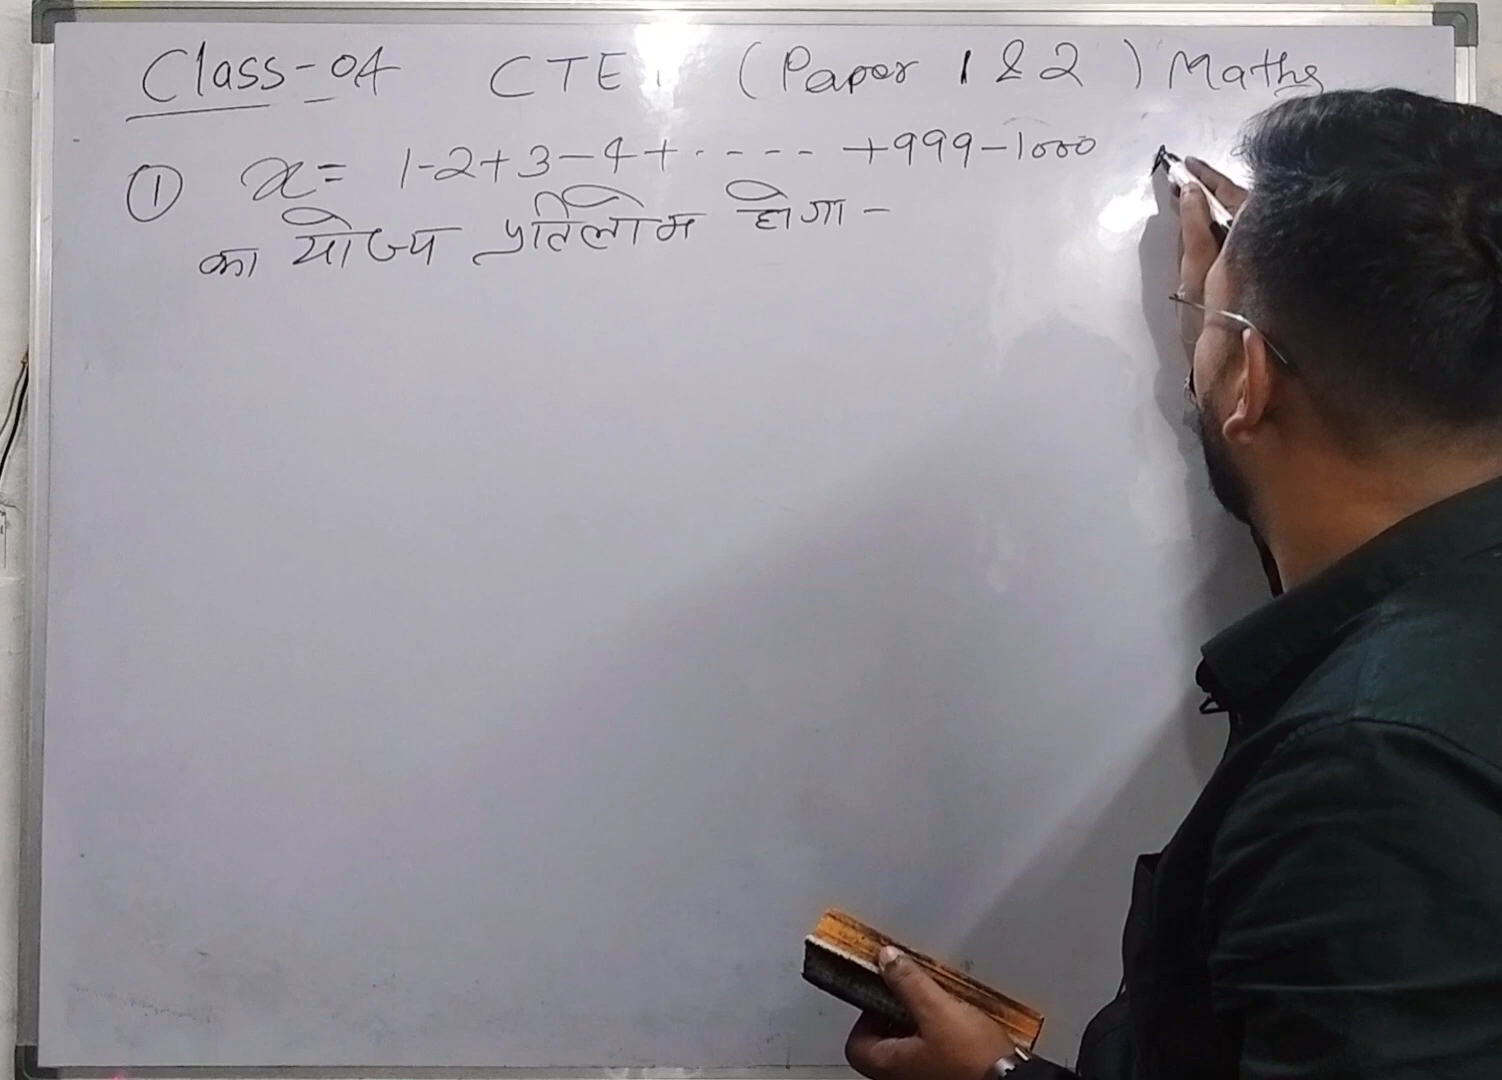 Class-04 CTET (Paper 1 & 2) Maths
① x= 1-2+3-4+..---- +999-1000
का योज्य प्रतिलोम होगा -